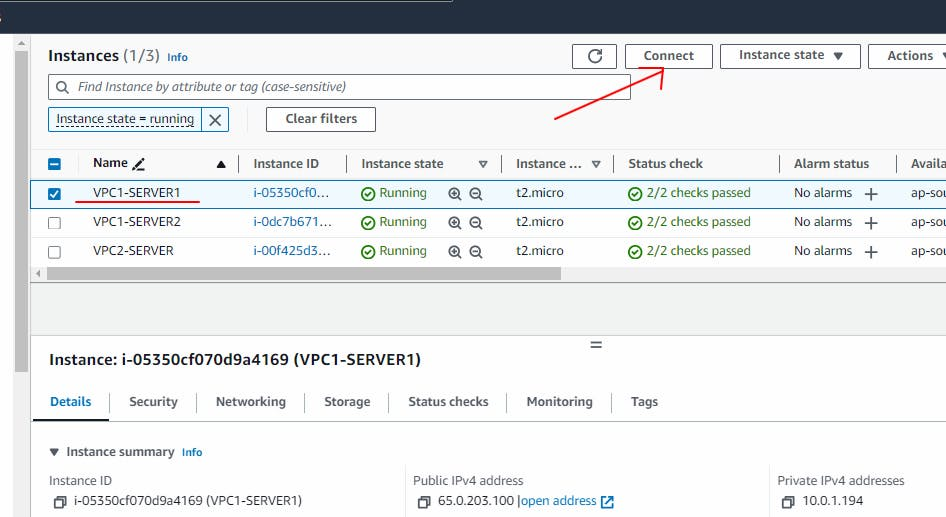 Instances (1/3) Info
Connect
Instance state
Actions
Find Instance by attribute or tag (case-sensitive)
Instance state = running
Clear filters
Name Instance ID Instance state Instance ... Status check Alarm status Availa
VPC1-SERVER1 i-05350cf0... Running t2.micro 2/2 checks passed No alarms ap-sou
VPC1-SERVER2 i-0dc7b671... Running t2.micro 2/2 checks passed No alarms ap-sou
VPC2-SERVER i-00f425d3... Running t2.micro 2/2 checks passed No alarms ap-sou
Instance: i-05350cf070d9a4169 (VPC1-SERVER1)
Details Security Networking Storage Status checks Monitoring Tags
Instance summary Info
Instance ID
i-05350cf070d9a4169 (VPC1-SERVER1)
Public IPv4 address
65.0.203.100 |open address
Private IPv4 addresses
10.0.1.194